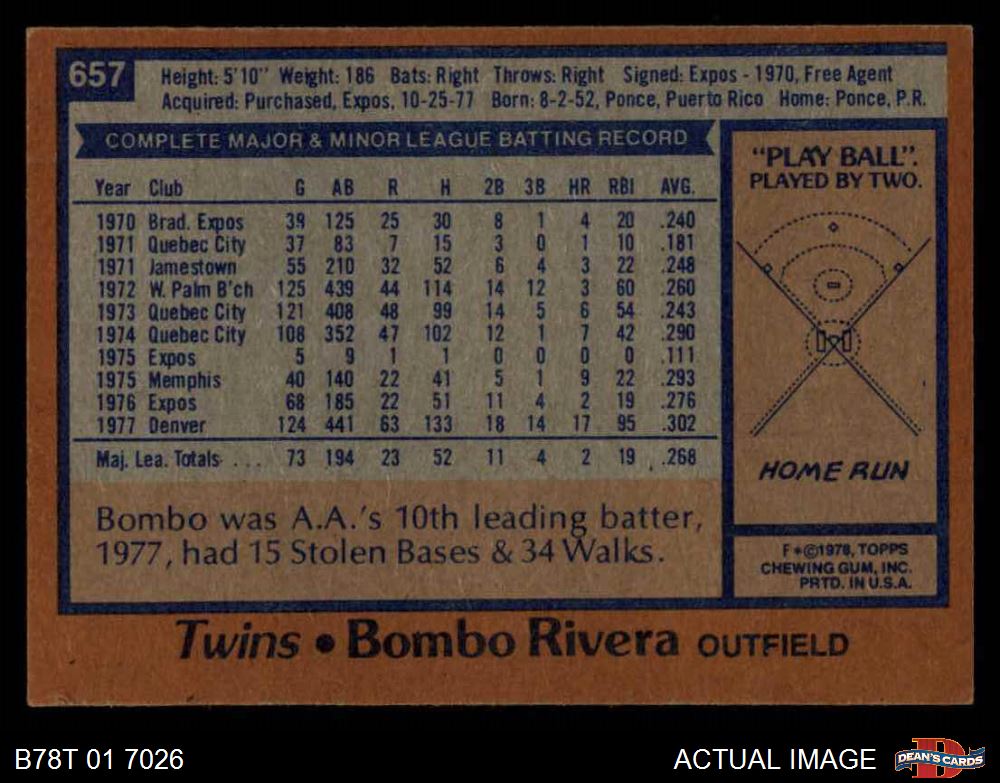 657
Height: 5'10" Weight: 186 Bats: Right Throws: Right Signed: Expos - 1970, Free Agent
Acquired: Purchased, Expos, 10-25-77 Born: 8-2-52, Ponce, Puerto Rico Home: Ponce, P.R.
COMPLETE MAJOR & MINOR LEAGUE BATTING RECORD
Year Club G AB R H 2B 3B HR RBI AVG.
1970 Brad. Expos 39 125 25 30 8 1 4 20 .240
1971 Quebec City 37 83 7 15 3 0 1 10 .181
1971 Jamestown 55 210 32 52 6 4 3 22 .248
1972 W. Palm B'ch 125 439 44 114 14 12 3 60 .260
1973 Quebec City 121 408 48 99 14 5 6 54 .243
1974 Quebec City 108 352 47 102 12 1 7 42 .290
1975 Expos 5 9 1 1 0 0 0 0 .111
1975 Memphis 40 140 22 41 5 1 9 22 .293
1976 Expos 68 185 22 51 11 4 2 19 .276
1977 Denver 124 441 63 133 18 14 17 95 .302
Maj. Lea. Totals . . . 73 194 23 52 11 4 2 19 .268
Bombo was A.A.'s 10th leading batter,
1977, had 15 Stolen Bases & 34 Walks.
"PLAY BALL".
PLAYED BY TWO.
HOME RUN
F*©1978, TOPPS
CHEWING GUM, INC.
PRTD. IN U.S.A.
Twins • Bombo Rivera OUTFIELD
B78T 01 7026
ACTUAL IMAGE
D
DEAN'S CARDS